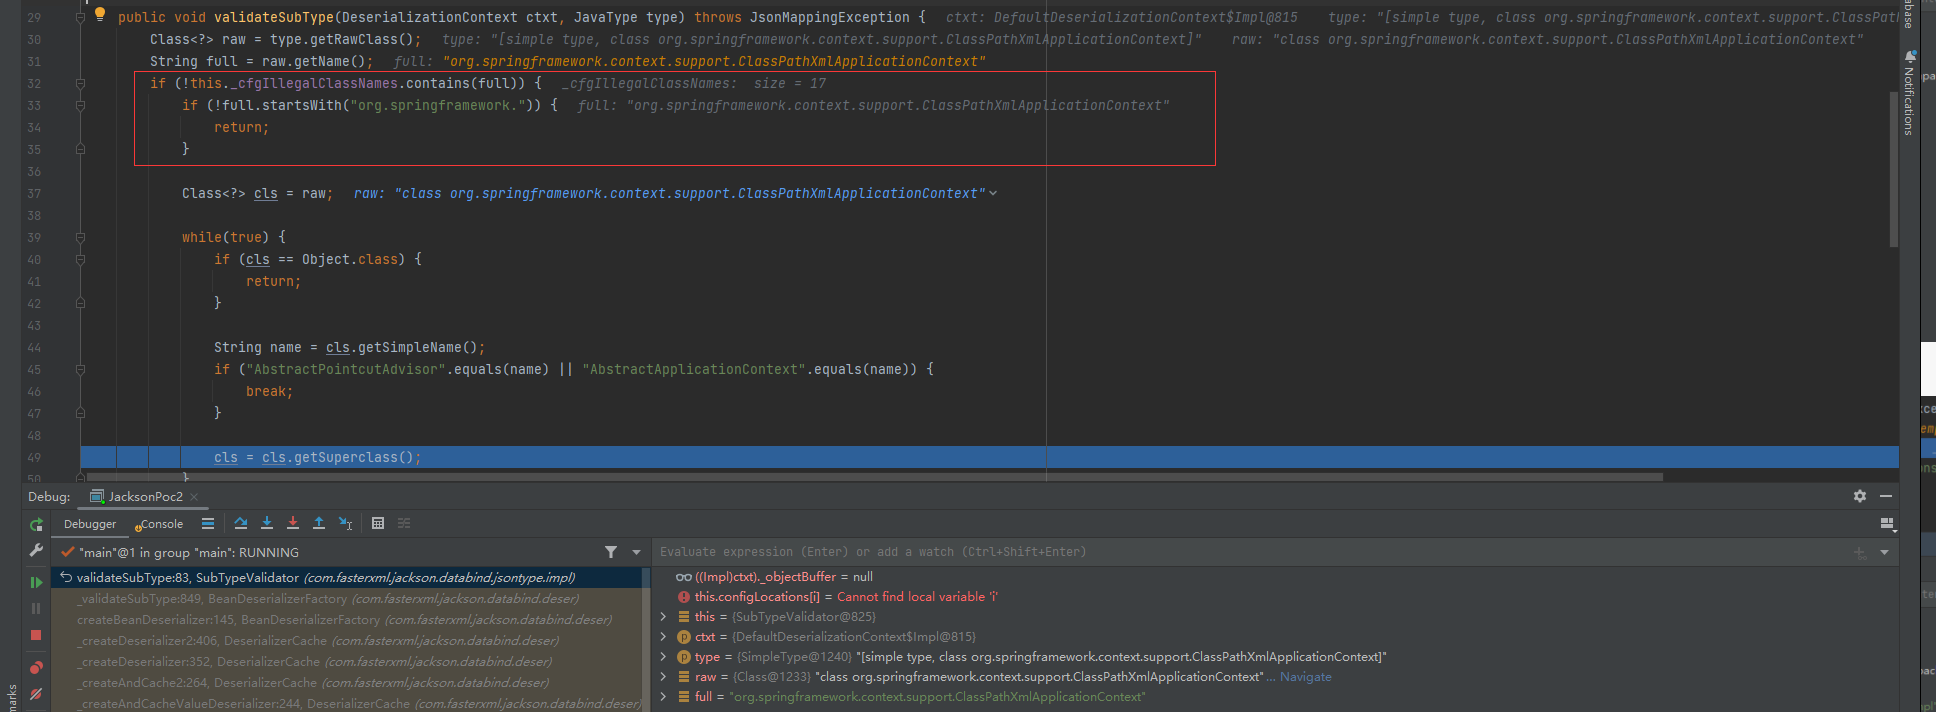 29 public void validateSubType(DeserializationContext ctxt, JavaType type) throws JsonMappingException { ctxt: DefaultDeserializationContext$Impl@815 type: "[simple type, class org.springframework.context.support.ClassPath
30 Class<?> raw = type.getRawClass(); type: "[simple type, class org.springframework.context.support.ClassPathXmlApplicationContext]" raw: "class org.springframework.context.support.ClassPathXmlApplicationContext"
31 String full = raw.getName(); full: "org.springframework.context.support.ClassPathXmlApplicationContext"
32 if (!this._cfgIllegalClassNames.contains(full)) { _cfgIllegalClassNames: size = 17
33 if (!full.startsWith("org.springframework.")) { full: "org.springframework.context.support.ClassPathXmlApplicationContext"
34 return;
35 }
36
37 Class<?> cls = raw; raw: "class org.springframework.context.support.ClassPathXmlApplicationContext"
38
39 while(true) {
40 if (cls == Object.class) {
41 return;
42 }
43
44 String name = cls.getSimpleName();
45 if ("AbstractPointcutAdvisor".equals(name) || "AbstractApplicationContext".equals(name)) {
46 break;
47 }
48
49 cls = cls.getSuperclass();
50 }
Notifications
Debug: JacksonPoc2
Debugger Console
"main"@1 in group "main": RUNNING
validateSubType:83, SubTypeValidator (com.fasterxml.jackson.databind.jsontype.impl)
_validateSubType:849, BeanDeserializerFactory (com.fasterxml.jackson.databind.deser)
createBeanDeserializer:145, BeanDeserializerFactory (com.fasterxml.jackson.databind.deser)
_createDeserializer2:406, DeserializerCache (com.fasterxml.jackson.databind.deser)
_createDeserializer:352, DeserializerCache (com.fasterxml.jackson.databind.deser)
_createAndCache2:264, DeserializerCache (com.fasterxml.jackson.databind.deser)
_createAndCacheValueDeserializer:244, DeserializerCache (com.fasterxml.jackson.databind.deser)
Evaluate expression (Enter) or add a watch (Ctrl+Shift+Enter)
((Impl)ctxt)._objectBuffer = null
this.configLocations[i] = Cannot find local variable 'i'
this = {SubTypeValidator@825}
ctxt = {DefaultDeserializationContext$Impl@815}
type = {SimpleType@1240} "[simple type, class org.springframework.context.support.ClassPathXmlApplicationContext]"
raw = {Class@1233} "class org.springframework.context.support.ClassPathXmlApplicationContext" ... Navigate
full = "org.springframework.context.support.ClassPathXmlApplicationContext"